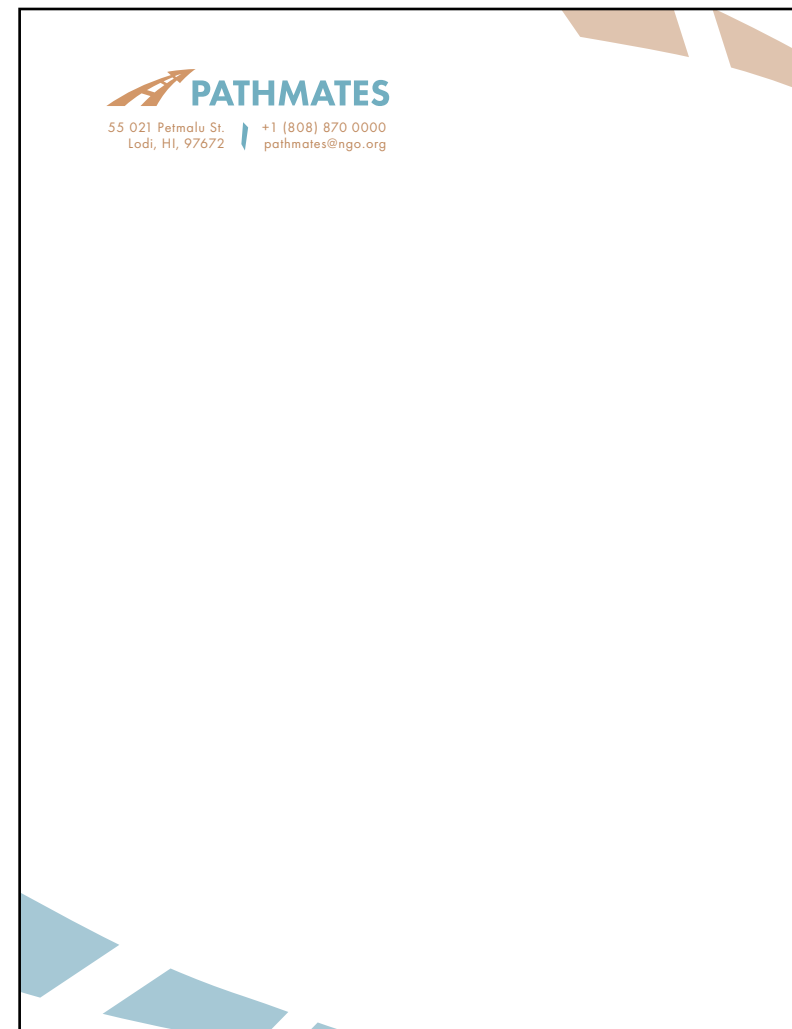 PATHMATES
55 021 Petmalu St.
Lodi, HI, 97672
+1 (808) 870 0000
pathmates@ngo.org